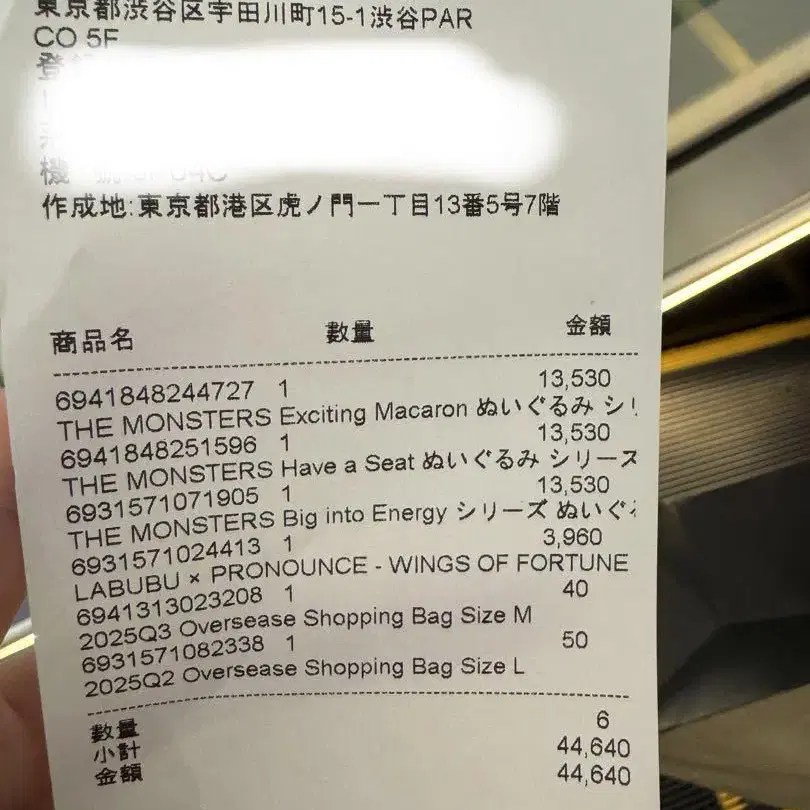 東京都渋谷区宇田川町15-1渋谷PAR
CO 5F
登
機
作成地:東京都港区虎ノ門一丁目13番5号7階
商品名 數量 金額
6941848244727 1 13,530
THE MONSTERS Exciting Macaron ぬいぐるみ シリ
6941848251596 1 13,530
THE MONSTERS Have a Seat ぬいぐるみ シリーズ
6931571071905 1 13,530
THE MONSTERS Big into Energy シリーズ ぬいぐ
6931571024413 1 3,960
LABUBU × PRONOUNCE - WINGS OF FORTUNE
6941313023208 1 40
2025Q3 Oversease Shopping Bag Size M
6931571082338 1 50
2025Q2 Oversease Shopping Bag Size L
數量 6
小計 44,640
金額 44,640